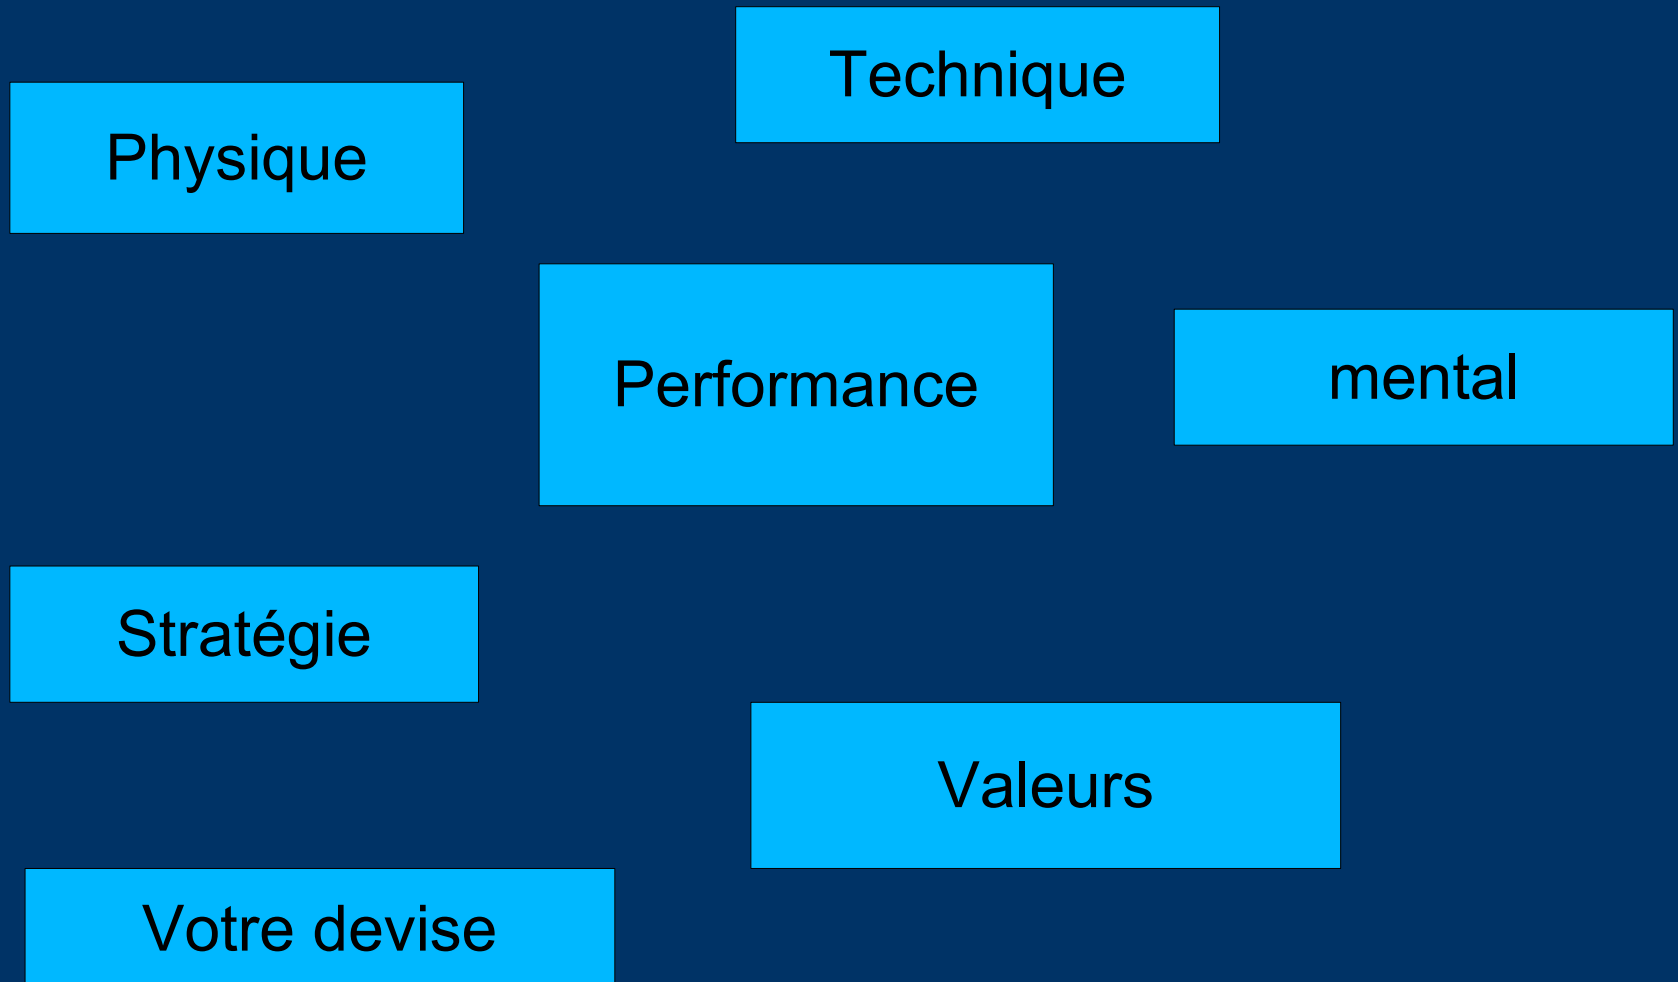 Technique
Physique
Performance
mental
Stratégie
Valeurs
Votre devise